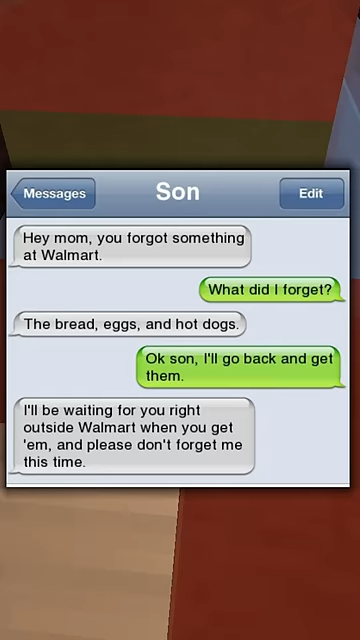 Messages
Son
Edit
Hey mom, you forgot something
at Walmart.
What did I forget?
The bread, eggs, and hot dogs.
Ok son, I'll go back and get
them.
I'll be waiting for you right
outside Walmart when you get
'em, and please don't forget me
this time.